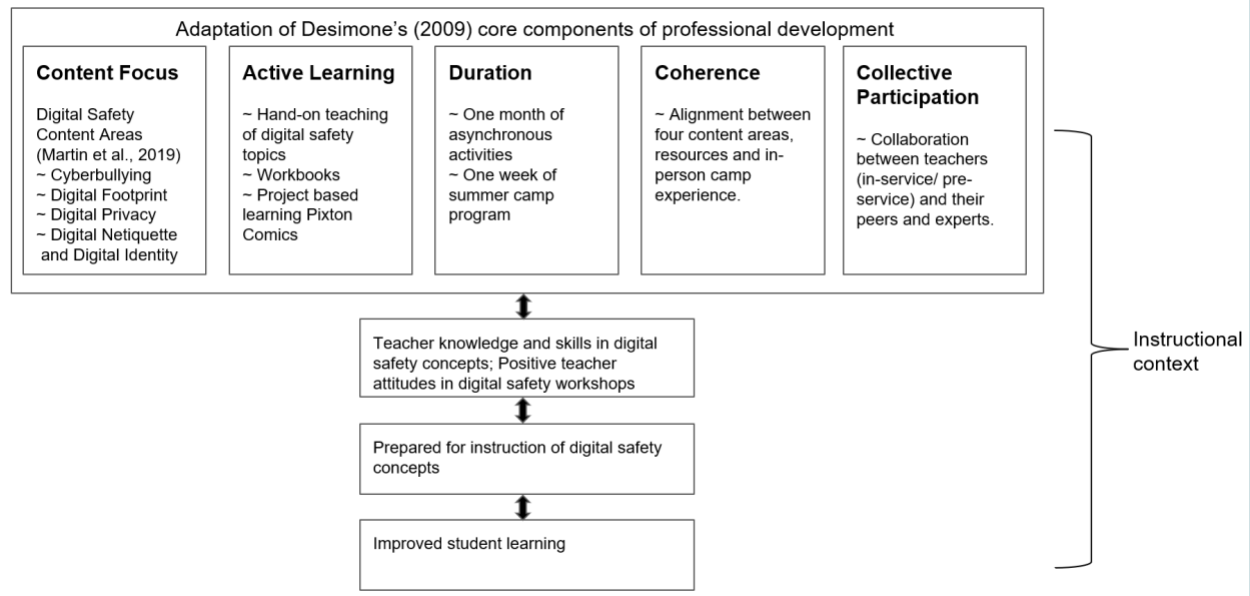 Adaptation of Desimone's (2009) core components of professional development
Content Focus
Digital Safety
Content Areas
(Martin et al., 2019)
~ Cyberbullying
~ Digital Footprint
~ Digital Privacy
~ Digital Netiquette
and Digital Identity
Active Learning
~ Hand-on teaching
of digital safety
topics
~ Workbooks
~ Project based
learning Pixton
Comics
Duration
~ One month of
asynchronous
activities
~ One week of
summer camp
program
Coherence
~ Alignment between
four content areas,
resources and in-
person camp
experience.
Collective
Participation
~ Collaboration
between teachers
(in-service/ pre-
service) and their
peers and experts.
Teacher knowledge and skills in digital
safety concepts; Positive teacher
attitudes in digital safety workshops
Prepared for instruction of digital safety
concepts
Improved student learning
Instructional
context